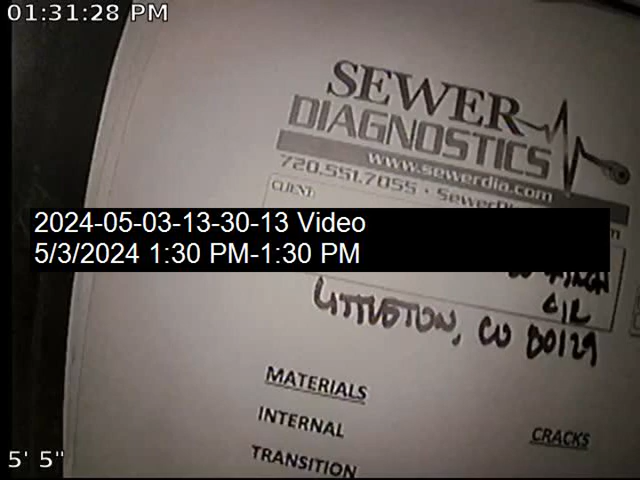 01:31:28 PM
SEWER
DIAGNOSTICS
www.sewerdia.com
720.551.7055 • Sewer
CLIENT:
2024-05-03-13-30-13 Video
5/3/2024 1:30 PM-1:30 PM
CIR
LITTLETON, CO 80129
MATERIALS
INTERNAL
CRACKS
TRANSITION
5' 5"